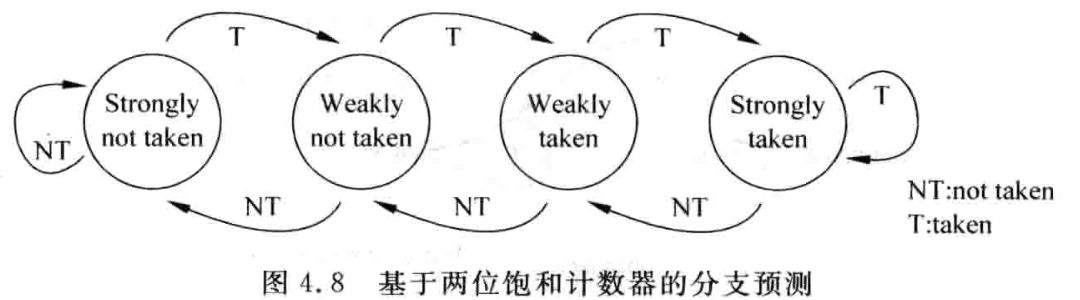 T
T
T
Strongly
not taken
Weakly
not taken
Weakly
taken
Strongly
taken
T
NT
NT
NT
NT
NT:not taken
T:taken
图 4.8 基于两位饱和计数器的分支预测